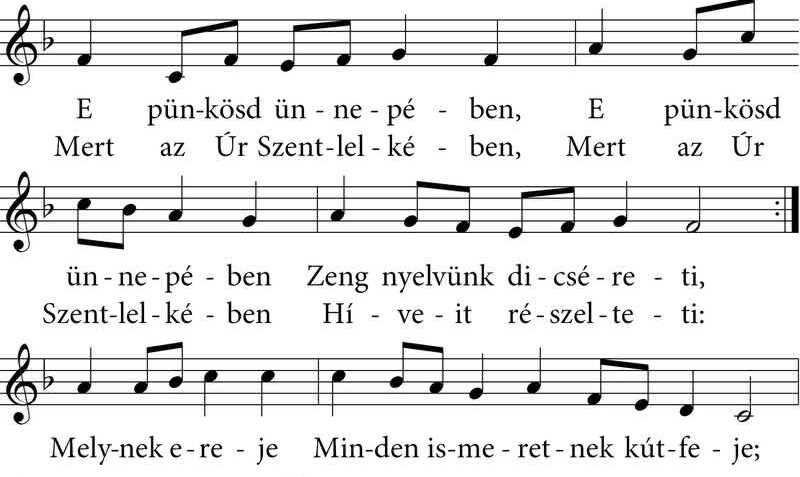 E pün-kösd ün - ne - pé - ben, E pün-kösd
Mert az Úr Szent-lel - ké - ben, Mert az Úr
ün - ne - pé - ben Zeng nyelvünk di - csé - re - ti,
Szent-lel - ké - ben Hí - ve - it ré - szel - te - ti:
Mely-nek e - re - je Min-den is-me - ret - nek kút-fe - je;